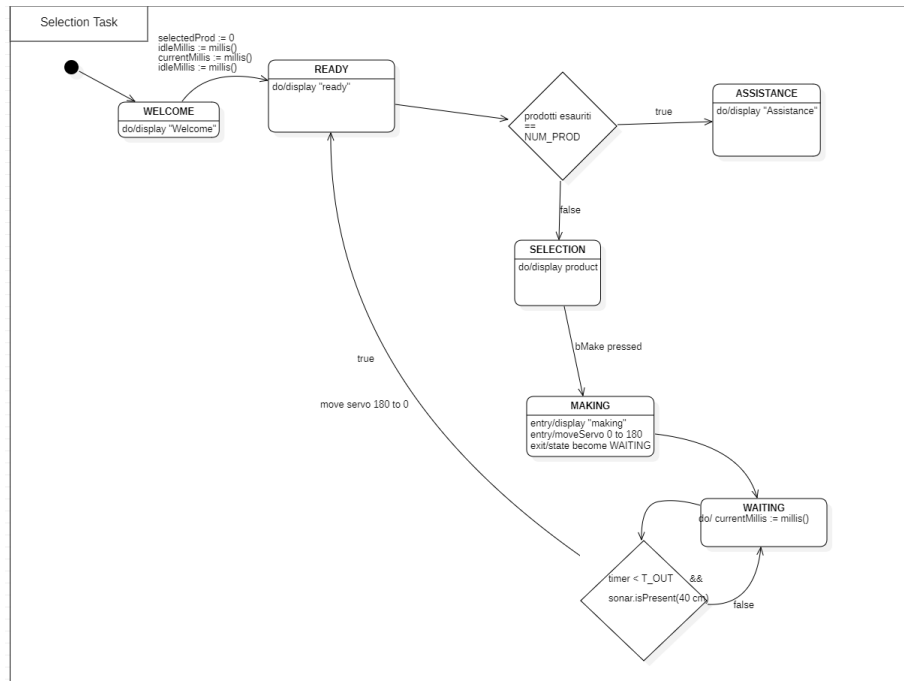 Selection Task
selectedProd := 0
idleMillis := millis()
currentMillis := millis()
idleMillis := millis()
READY
do/display "ready"
WELCOME
do/display "Welcome"
prodotti esauriti
==
NUM_PROD
true
ASSISTANCE
do/display "Assistance"
false
SELECTION
do/display product
bMake pressed
true
move servo 180 to 0
MAKING
entry/display "making"
entry/moveServo 0 to 180
exit/state become WAITING
WAITING
do/ currentMillis := millis()
timer < T_OUT &&
sonar.isPresent(40 cm)
false